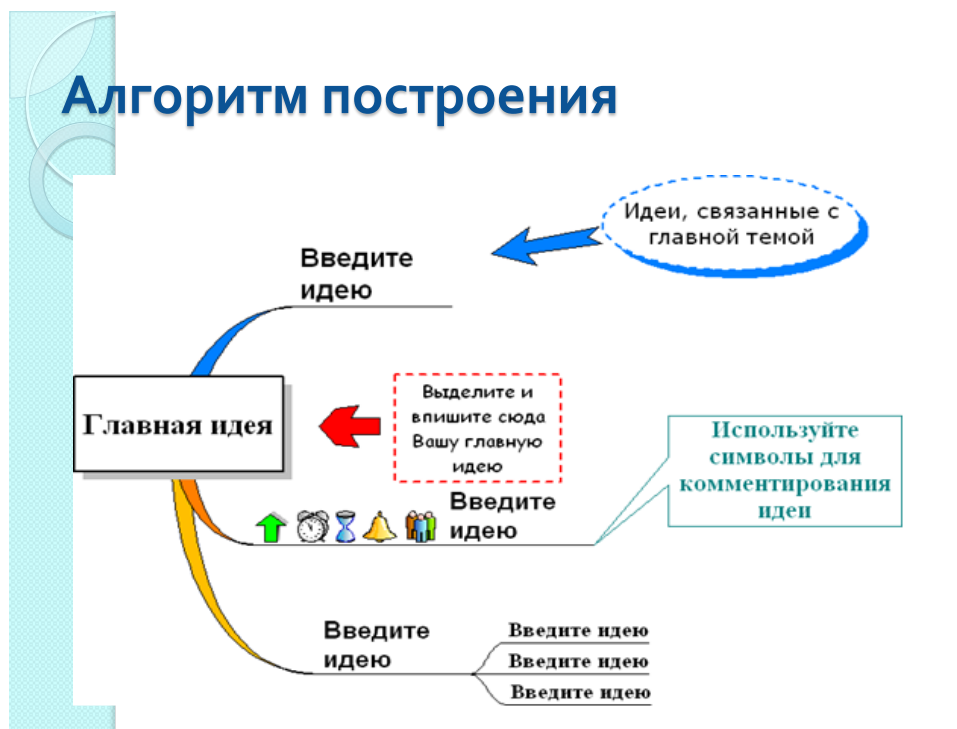 Алгоритм построения
Идеи, связанные с
главной темой
Введите
идею
Выделите и
впишите сюда
Вашу главную
идею
Главная идея
Используйте
символы для
комментирования
идеи
Введите
идею
Введите
идею
Введите идею
Введите идею
Введите идею